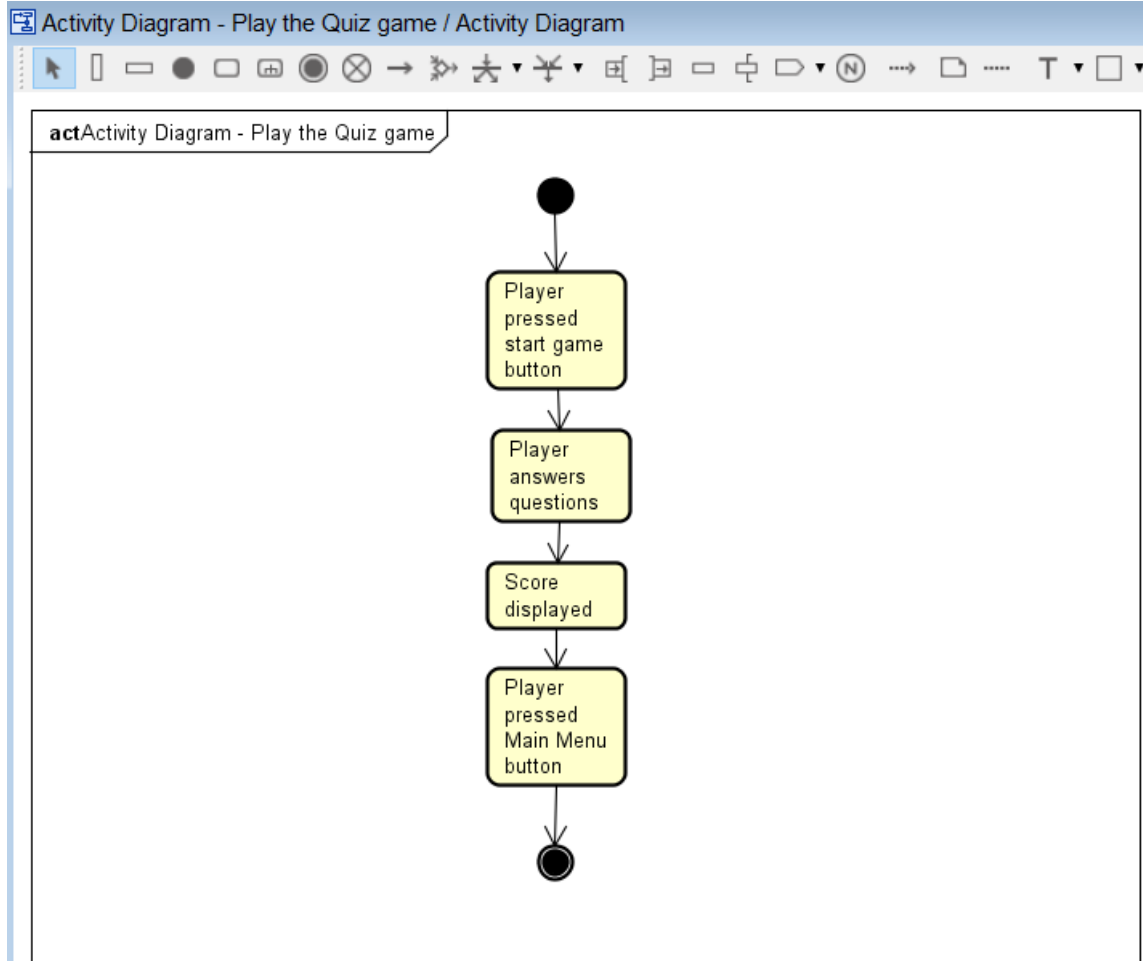 Activity Diagram - Play the Quiz game / Activity Diagram
N T
actActivity Diagram - Play the Quiz game
Player
pressed
start game
button
Player
answers
questions
Score
displayed
Player
pressed
Main Menu
button